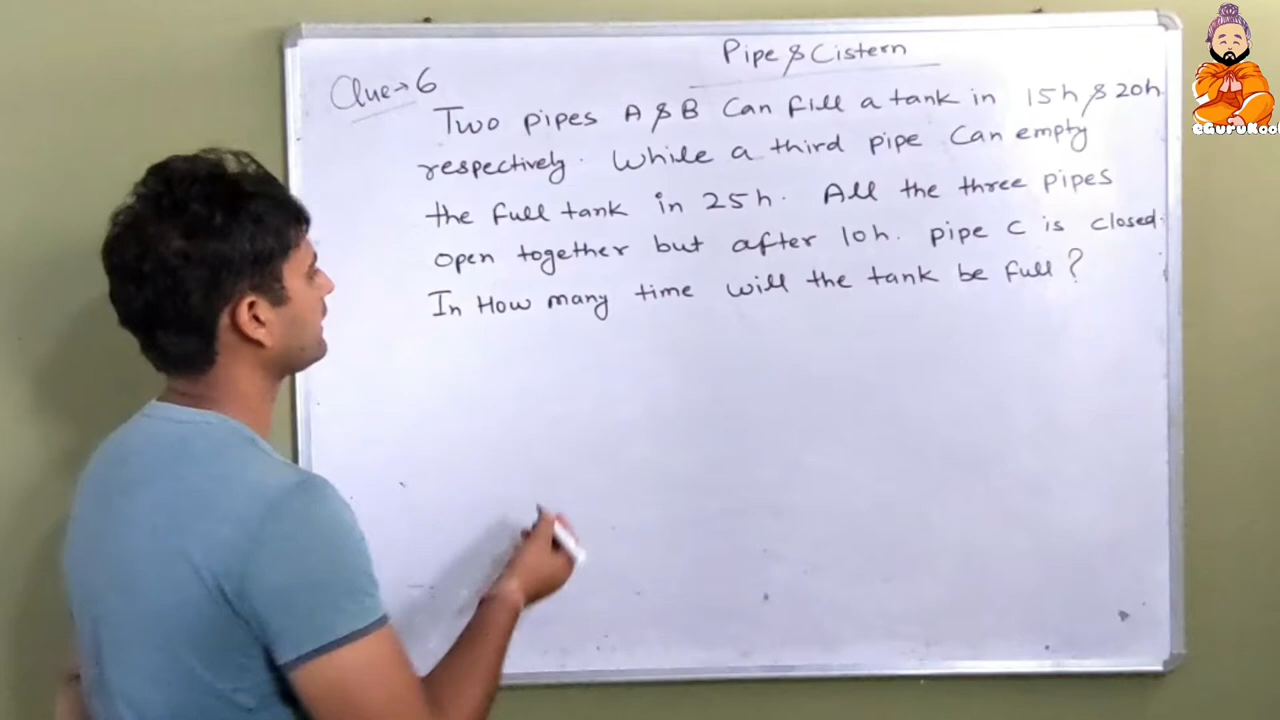 Pipe & Cistern
Clue → 6
Two pipes A & B Can fill a tank in 15h & 20h
respectively. While a third pipe Can empty
the full tank in 25h. All the three pipes
open together but after 10h. pipe C is closed.
In How many time will the tank be full?
eGuruKool